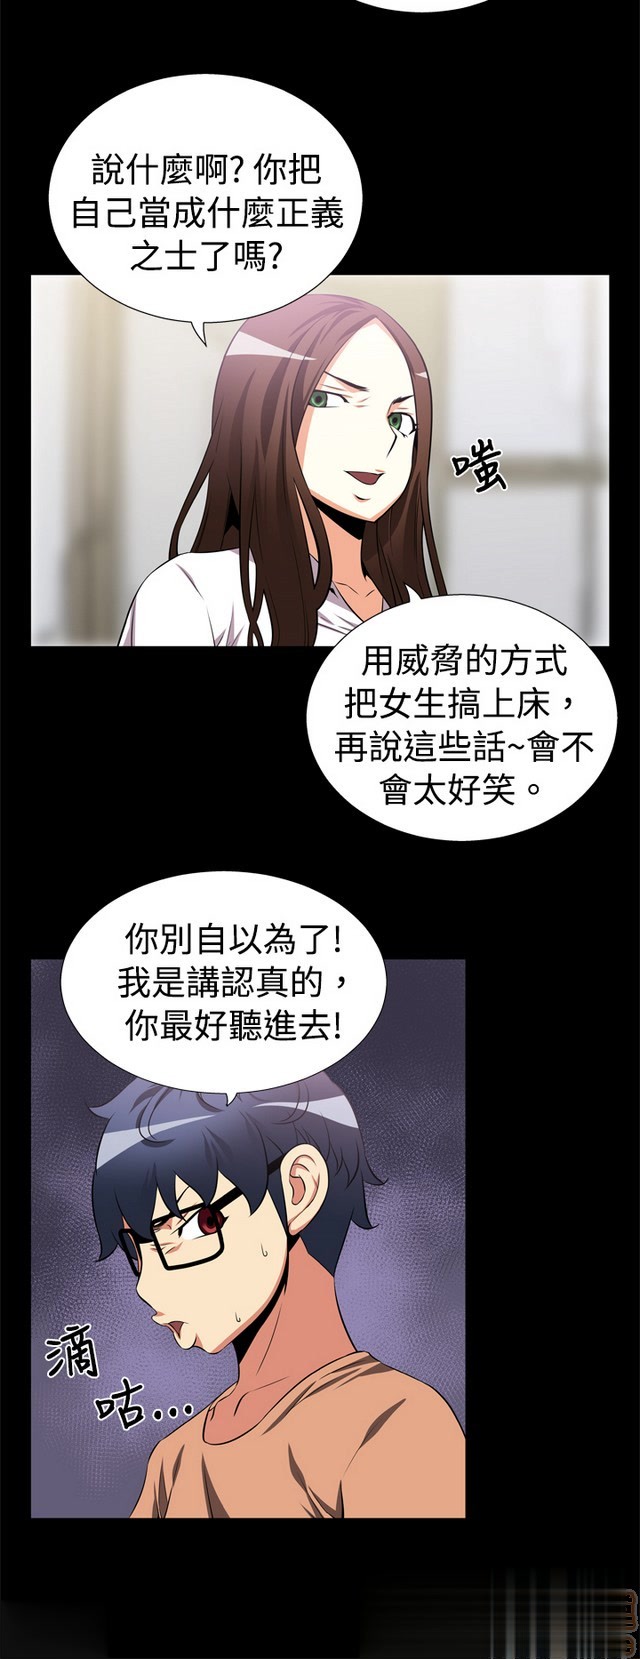 說什麼啊? 你把
自己當成什麼正義
之士了嗎?
嗤
用威脅的方式
把女生搞上床，
再說這些話~會不
會太好笑。
你別自以為了!
我是講認真的，
你最好聽進去!
滴
咕...